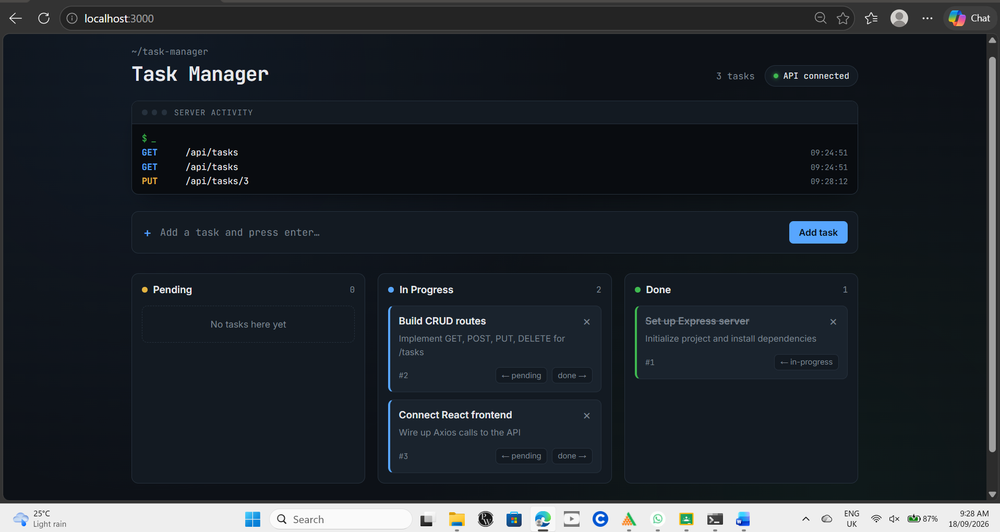 localhost:3000
Chat
~/task-manager
Task Manager
3 tasks
API connected
SERVER ACTIVITY
$ _
GET /api/tasks 09:24:51
GET /api/tasks 09:24:51
PUT /api/tasks/3 09:28:12
+ Add a task and press enter…
Add task
Pending 0
No tasks here yet
In Progress 2
Build CRUD routes ×
Implement GET, POST, PUT, DELETE for
/tasks
#2 ← pending done →
Connect React frontend ×
Wire up Axios calls to the API
#3 ← pending done →
Done 1
Set up Express server ×
Initialize project and install dependencies
#1 ← in-progress
25°C
Light rain
Search
PW
W
ENG
UK
87%
9:28 AM
18/09/2026